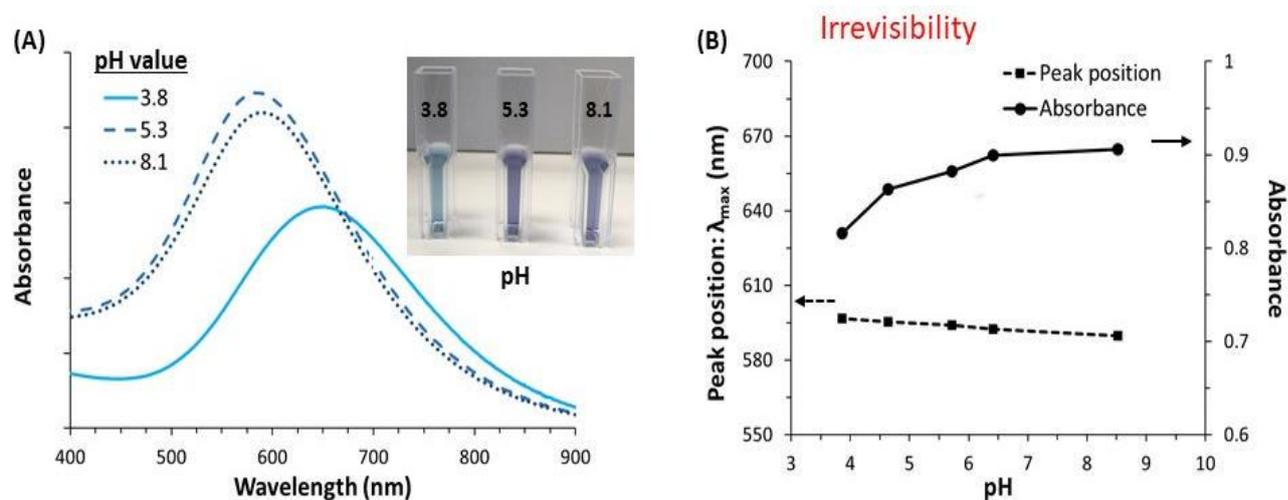 (A)
pH value
3.8
5.3
8.1
3.8 5.3 8.1
pH
Absorbance
400 500 600 700 800 900
Wavelength (nm)
(B)
Irrevisibility
Peak position
Absorbance
Peak position: λmax (nm)
700
670
640
610
580
550
1
0.9
0.8
0.7
0.6
Absorbance
3 4 5 6 7 8 9 10
pH